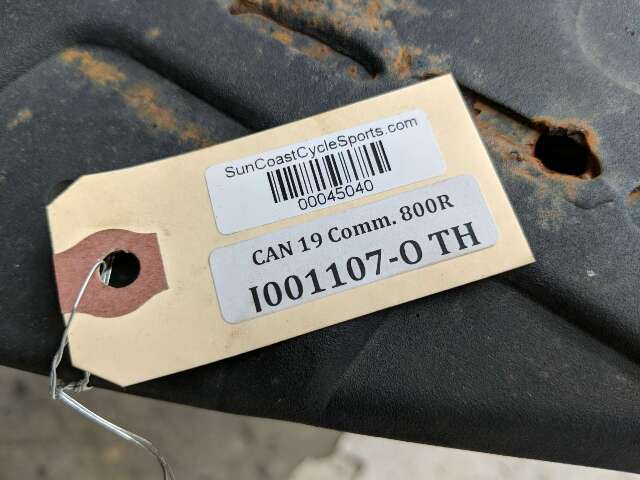 SunCoastCycleSports.com
00045040
CAN 19 Comm. 800R
I001107-O TH